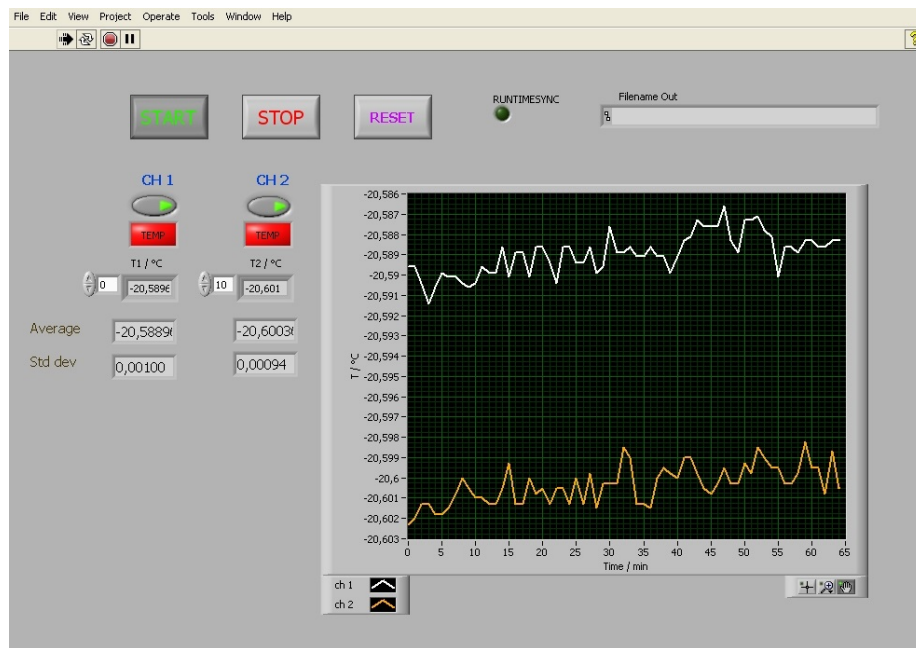 File Edit View Project Operate Tools Window Help
START STOP RESET
RUNTIMESYNC
Filename Out
CH 1 CH 2
TEMP TEMP
T1 / °C T2 / °C
0 -20,5896 10 -20,601
Average -20,5889 -20,6003
Std dev 0,00100 0,00094
T / °C
-20,586
-20,587
-20,588
-20,589
-20,59
-20,591
-20,592
-20,593
-20,594
-20,595
-20,596
-20,597
-20,598
-20,599
-20,6
-20,601
-20,602
-20,603
0 5 10 15 20 25 30 35 40 45 50 55 60 65
Time / min
ch 1
ch 2